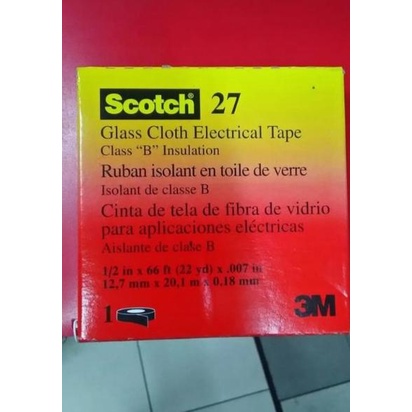 Scotch 27
Glass Cloth Electrical Tape
Class "B" Insulation
Ruban isolant en toile de verre
Isolant de classe B
Cinta de tela de fibra de vidrio
para applicaciones eléctricas
Aislante de clase B
1/2 in x 66 ft (22 yd) x .007 in
12,7 mm x 20,1 m x 0,18 mm
1
3M